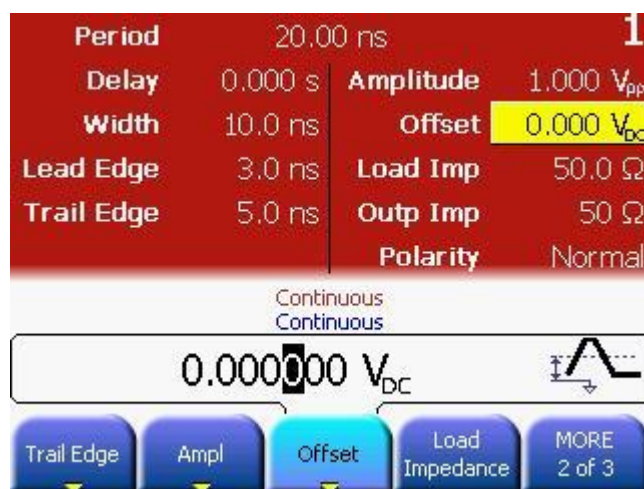 Period 20.00 ns 1
Delay 0.000 s Amplitude 1.000 Vpp
Width 10.0 ns Offset 0.000 VDC
Lead Edge 3.0 ns Load Imp 50.0 Ω
Trail Edge 5.0 ns Outp Imp 50 Ω
Polarity Normal
Continuous
Continuous
0.000000 VDC
Trail Edge Ampl Offset Load Impedance MORE 2 of 3